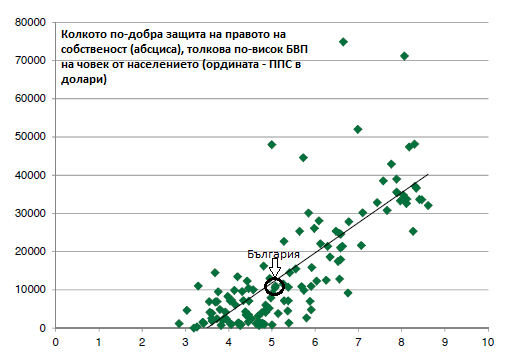 80000
Колкото по-добра защита на правото на
собственост (абсциса), толкова по-висок БВП
на човек от населението (ордината - ППС в
долари)
70000
60000
50000
40000
30000
20000
България
10000
0
0 1 2 3 4 5 6 7 8 9 10